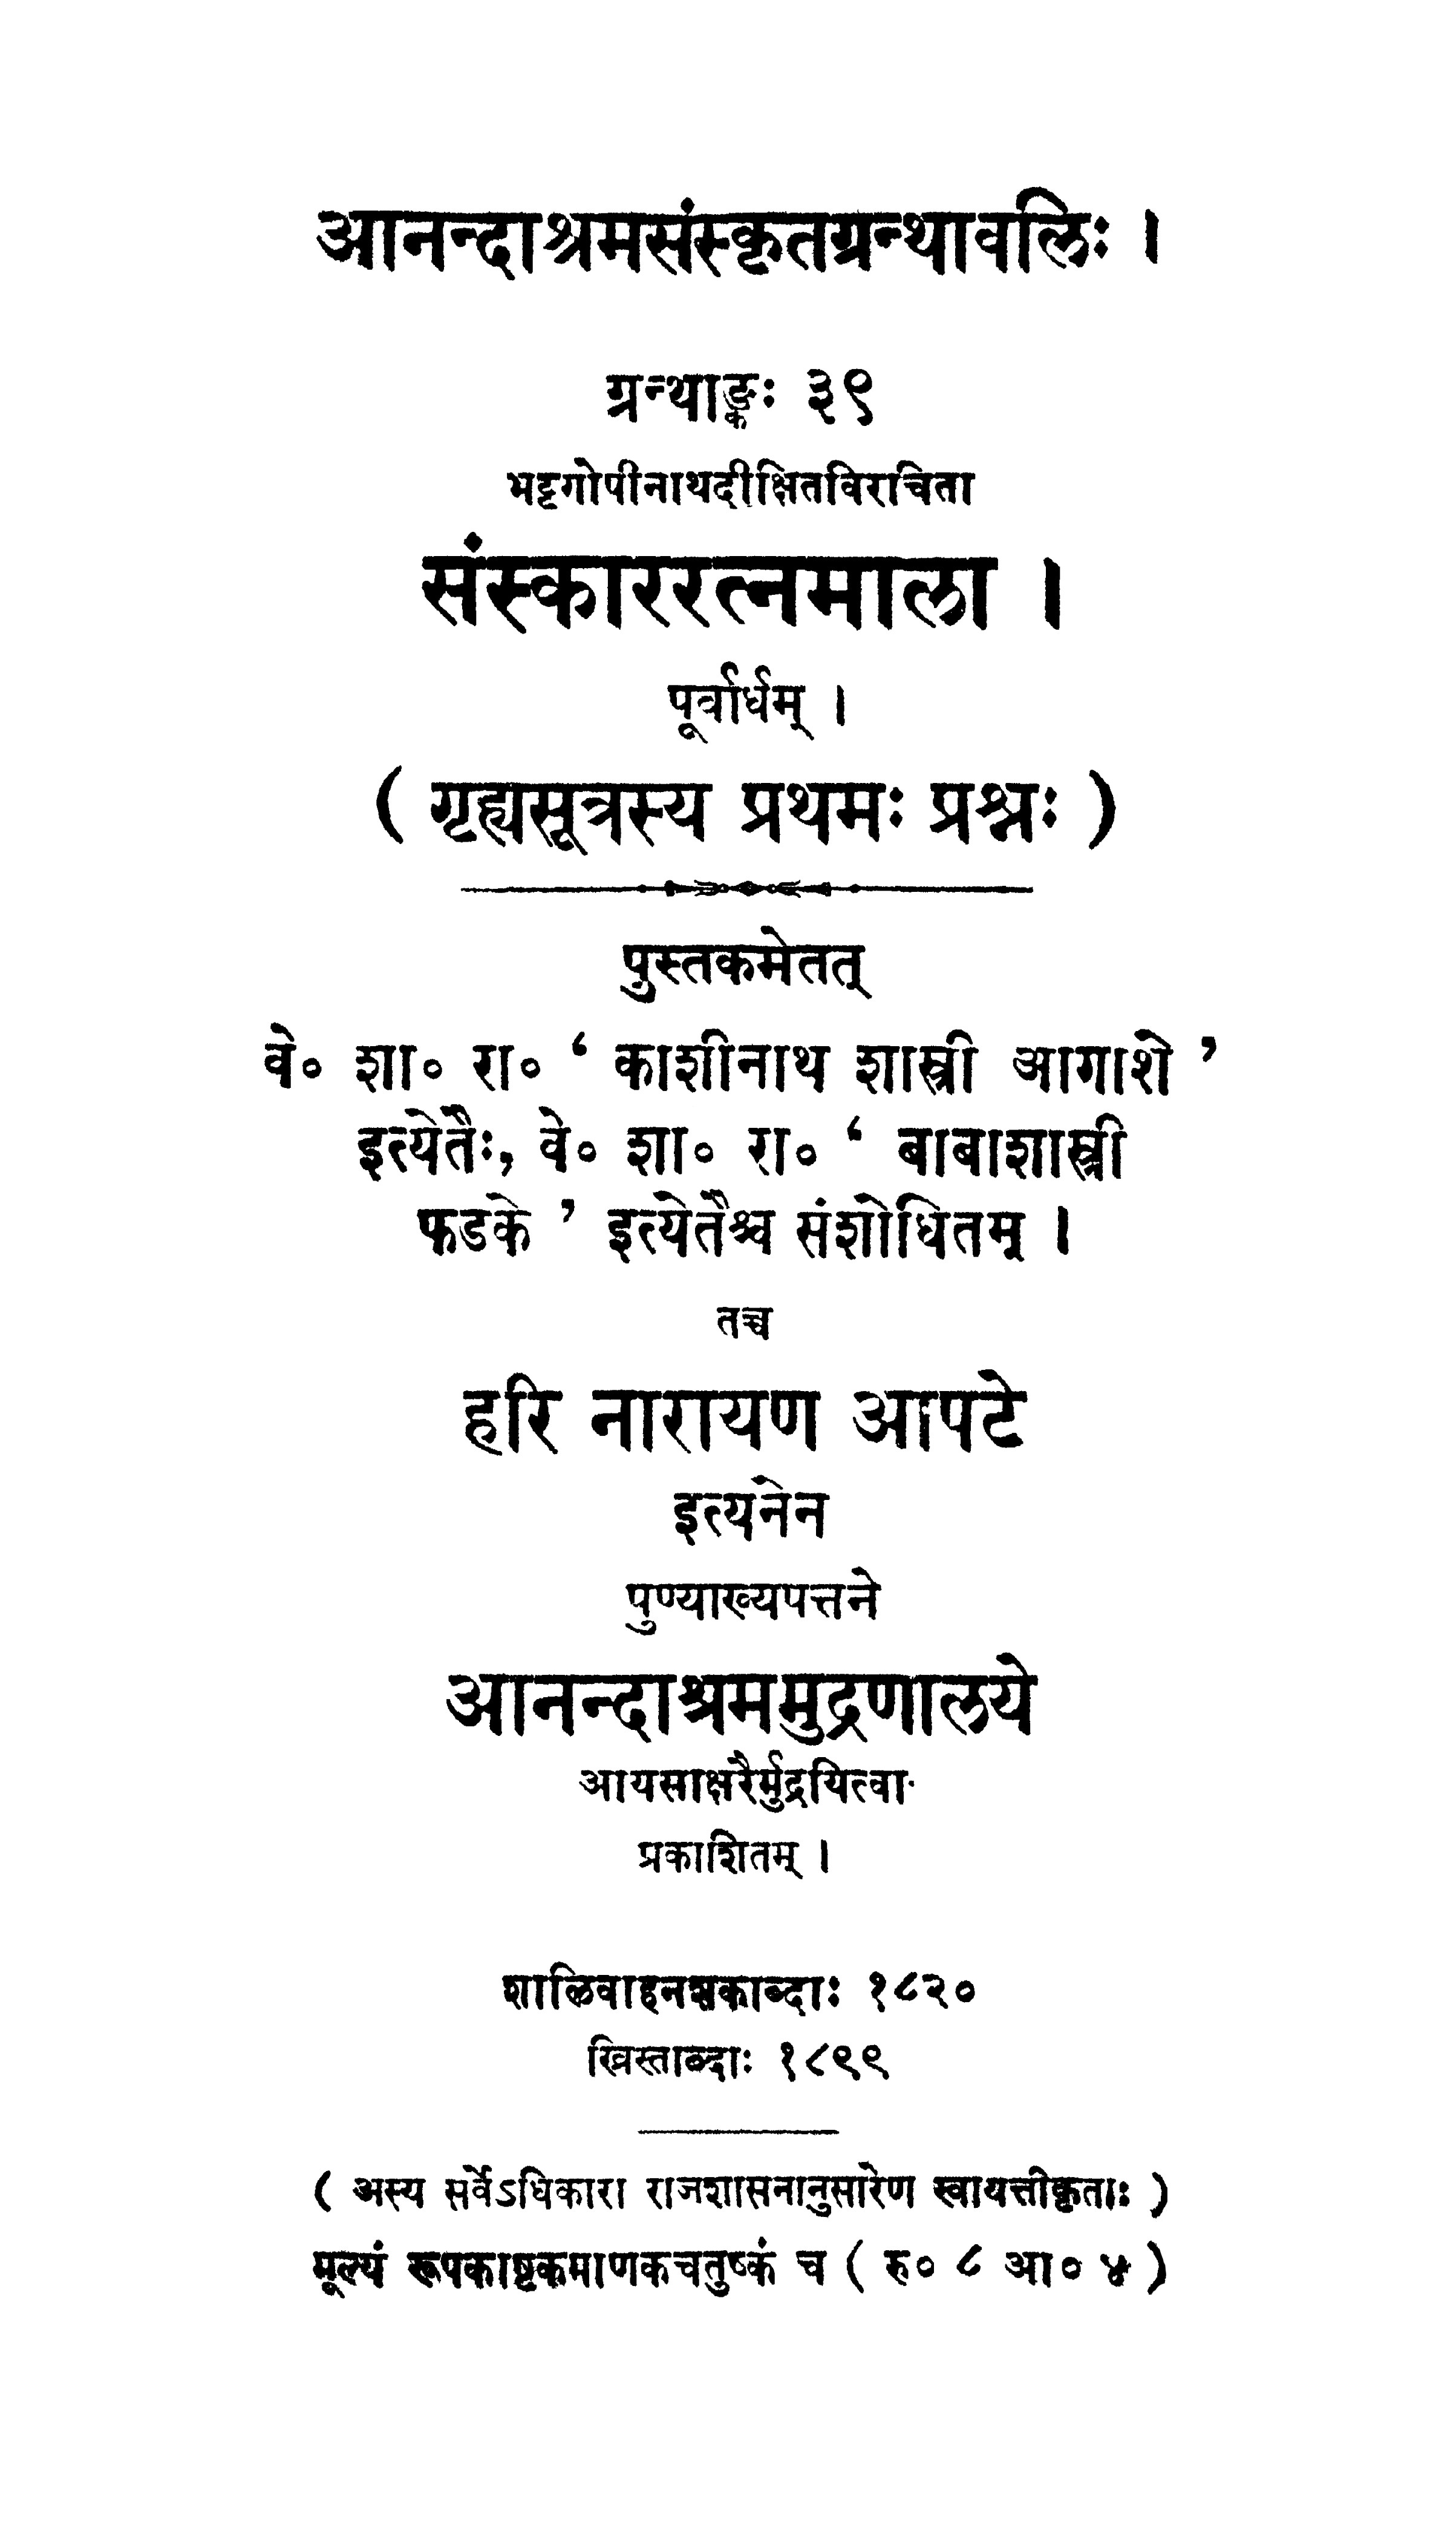 आनन्दाश्रमसंस्कृतग्रन्थावलिः ।
ग्रन्थाङ्कः ३९
भट्टगोपीनाथदीक्षितविरचिता
संस्काररत्नमाला ।
पूर्वार्धम् ।
( गृह्यसूत्रस्य प्रथमः प्रश्नः )
पुस्तकमेतत्
वे० शा० रा० ‘ काशीनाथ शास्त्री आगाशे ’
इत्येतैः, वे० शा० रा० ‘ बाबाशास्त्री
फडके ’ इत्येतैश्च संशोधितम् ।
तच्च
हरि नारायण आपटे
इत्यनेन
पुण्याख्यपत्तने
आनन्दाश्रममुद्रणालये
आयसाक्षरैर्मुद्रयित्वा
प्रकाशितम् ।
शालिवाहनशकाब्दाः १८२०
ख्रिस्ताब्दाः १८९९
( अस्य सर्वेऽधिकारा राजशासनानुसारेण स्वायत्तीकृताः )
मूल्यं रूपकाष्टकमाणकचतुष्कं च ( रु० ८ आ० ४ )